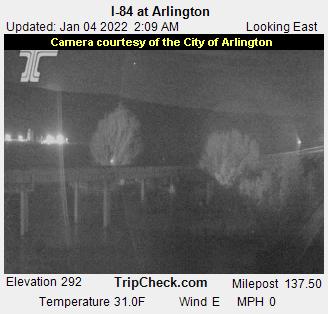 I-84 at Arlington
Updated: Jan 04 2022 2:09 AM Looking East
Camera courtesy of the City of Arlington
Elevation 292 TripCheck.com Milepost 137.50
Temperature 31.0F Wind E MPH 0